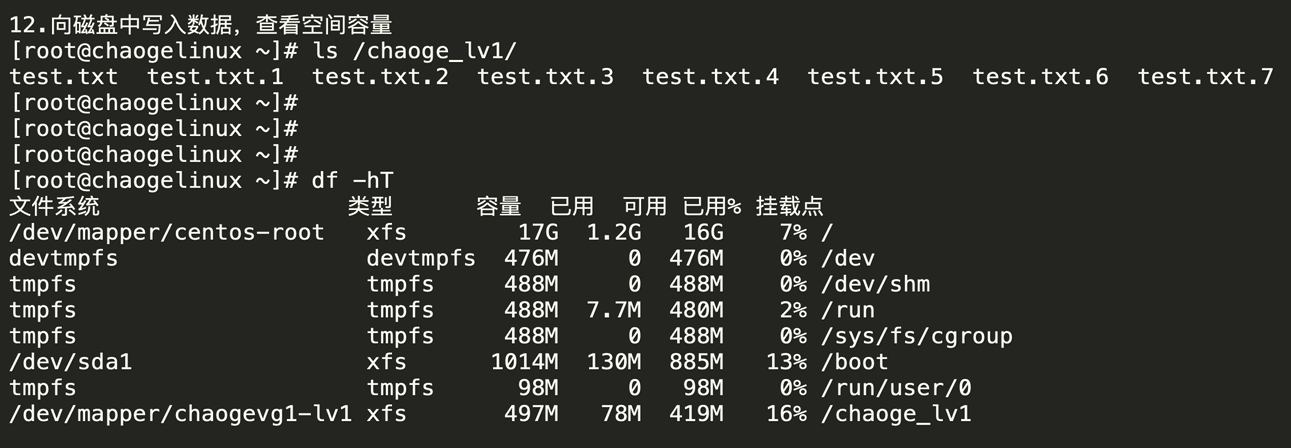 12.向磁盘中写入数据，查看空间容量
[root@chaogelinux ~]# ls /chaoge_lv1/
test.txt  test.txt.1  test.txt.2  test.txt.3  test.txt.4  test.txt.5  test.txt.6  test.txt.7
[root@chaogelinux ~]#
[root@chaogelinux ~]#
[root@chaogelinux ~]#
[root@chaogelinux ~]# df -hT
文件系统                  类型      容量  已用  可用 已用% 挂载点
/dev/mapper/centos-root   xfs        17G  1.2G   16G    7% /
devtmpfs                  devtmpfs  476M     0  476M    0% /dev
tmpfs                     tmpfs     488M     0  488M    0% /dev/shm
tmpfs                     tmpfs     488M  7.7M  480M    2% /run
tmpfs                     tmpfs     488M     0  488M    0% /sys/fs/cgroup
/dev/sda1                 xfs      1014M  130M  885M   13% /boot
tmpfs                     tmpfs      98M     0   98M    0% /run/user/0
/dev/mapper/chaogevg1-lv1 xfs       497M   78M  419M   16% /chaoge_lv1